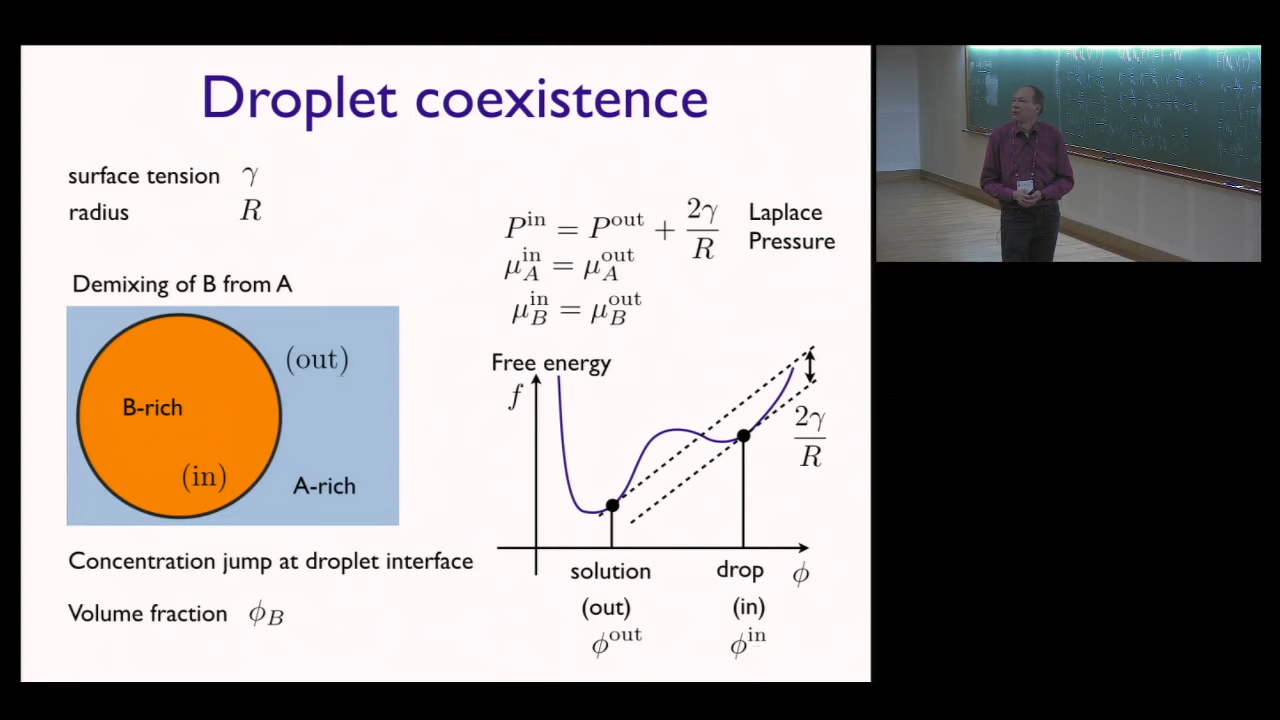 Droplet coexistence
surface tension γ
radius R
P^in = P^out + 2γ/R
Laplace
Pressure
μ_A^in = μ_A^out
μ_B^in = μ_B^out
Demixing of B from A
(out)
B-rich
(in)
A-rich
Free energy
f
2γ/R
solution
drop
ϕ
(out)
(in)
ϕ^out
ϕ^in
Concentration jump at droplet interface
Volume fraction ϕ_B